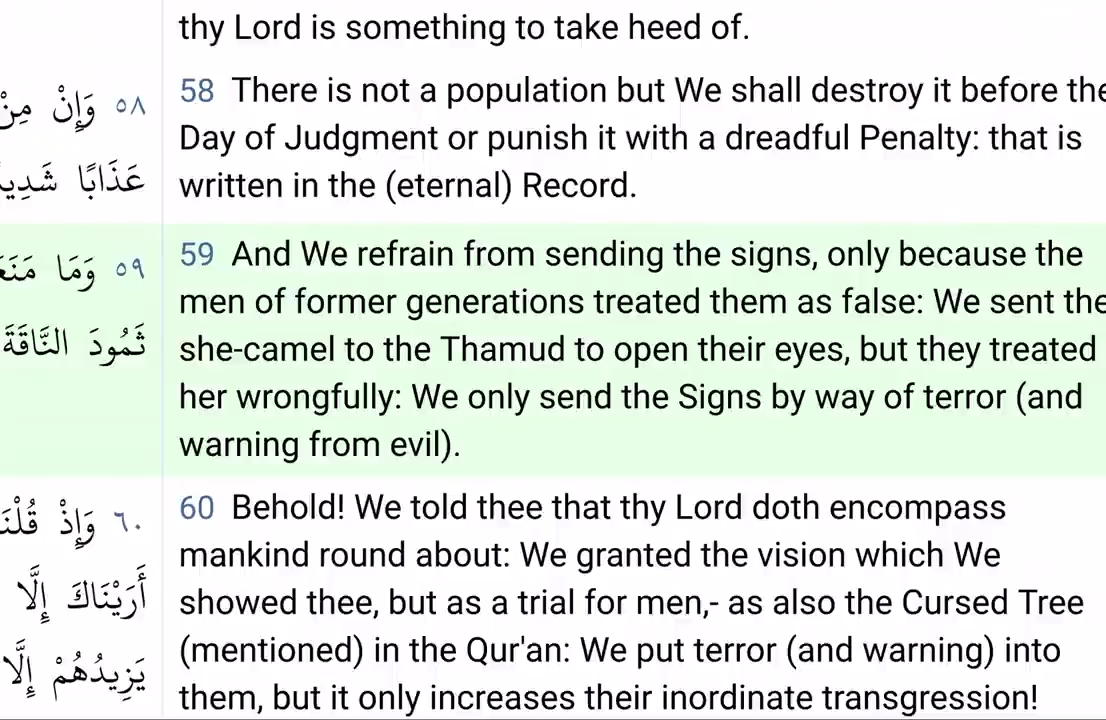 thy Lord is something to take heed of.
٥٨ وَإِنْ مِنْ
عَذَابًا
58 There is not a population but We shall destroy it before the
Day of Judgment or punish it with a dreadful Penalty: that is
written in the (eternal) Record.
٥٩ وَمَا
ثَمُودَ النَّاقَةَ
59 And We refrain from sending the signs, only because the
men of former generations treated them as false: We sent the
she-camel to the Thamud to open their eyes, but they treated
her wrongfully: We only send the Signs by way of terror (and
warning from evil).
٦٠ وَإِذْ
أَرَيْنَاكَ إِلَّا
يَزِيدُهُمْ إِلَّا
60 Behold! We told thee that thy Lord doth encompass
mankind round about: We granted the vision which We
showed thee, but as a trial for men,- as also the Cursed Tree
(mentioned) in the Qur'an: We put terror (and warning) into
them, but it only increases their inordinate transgression!